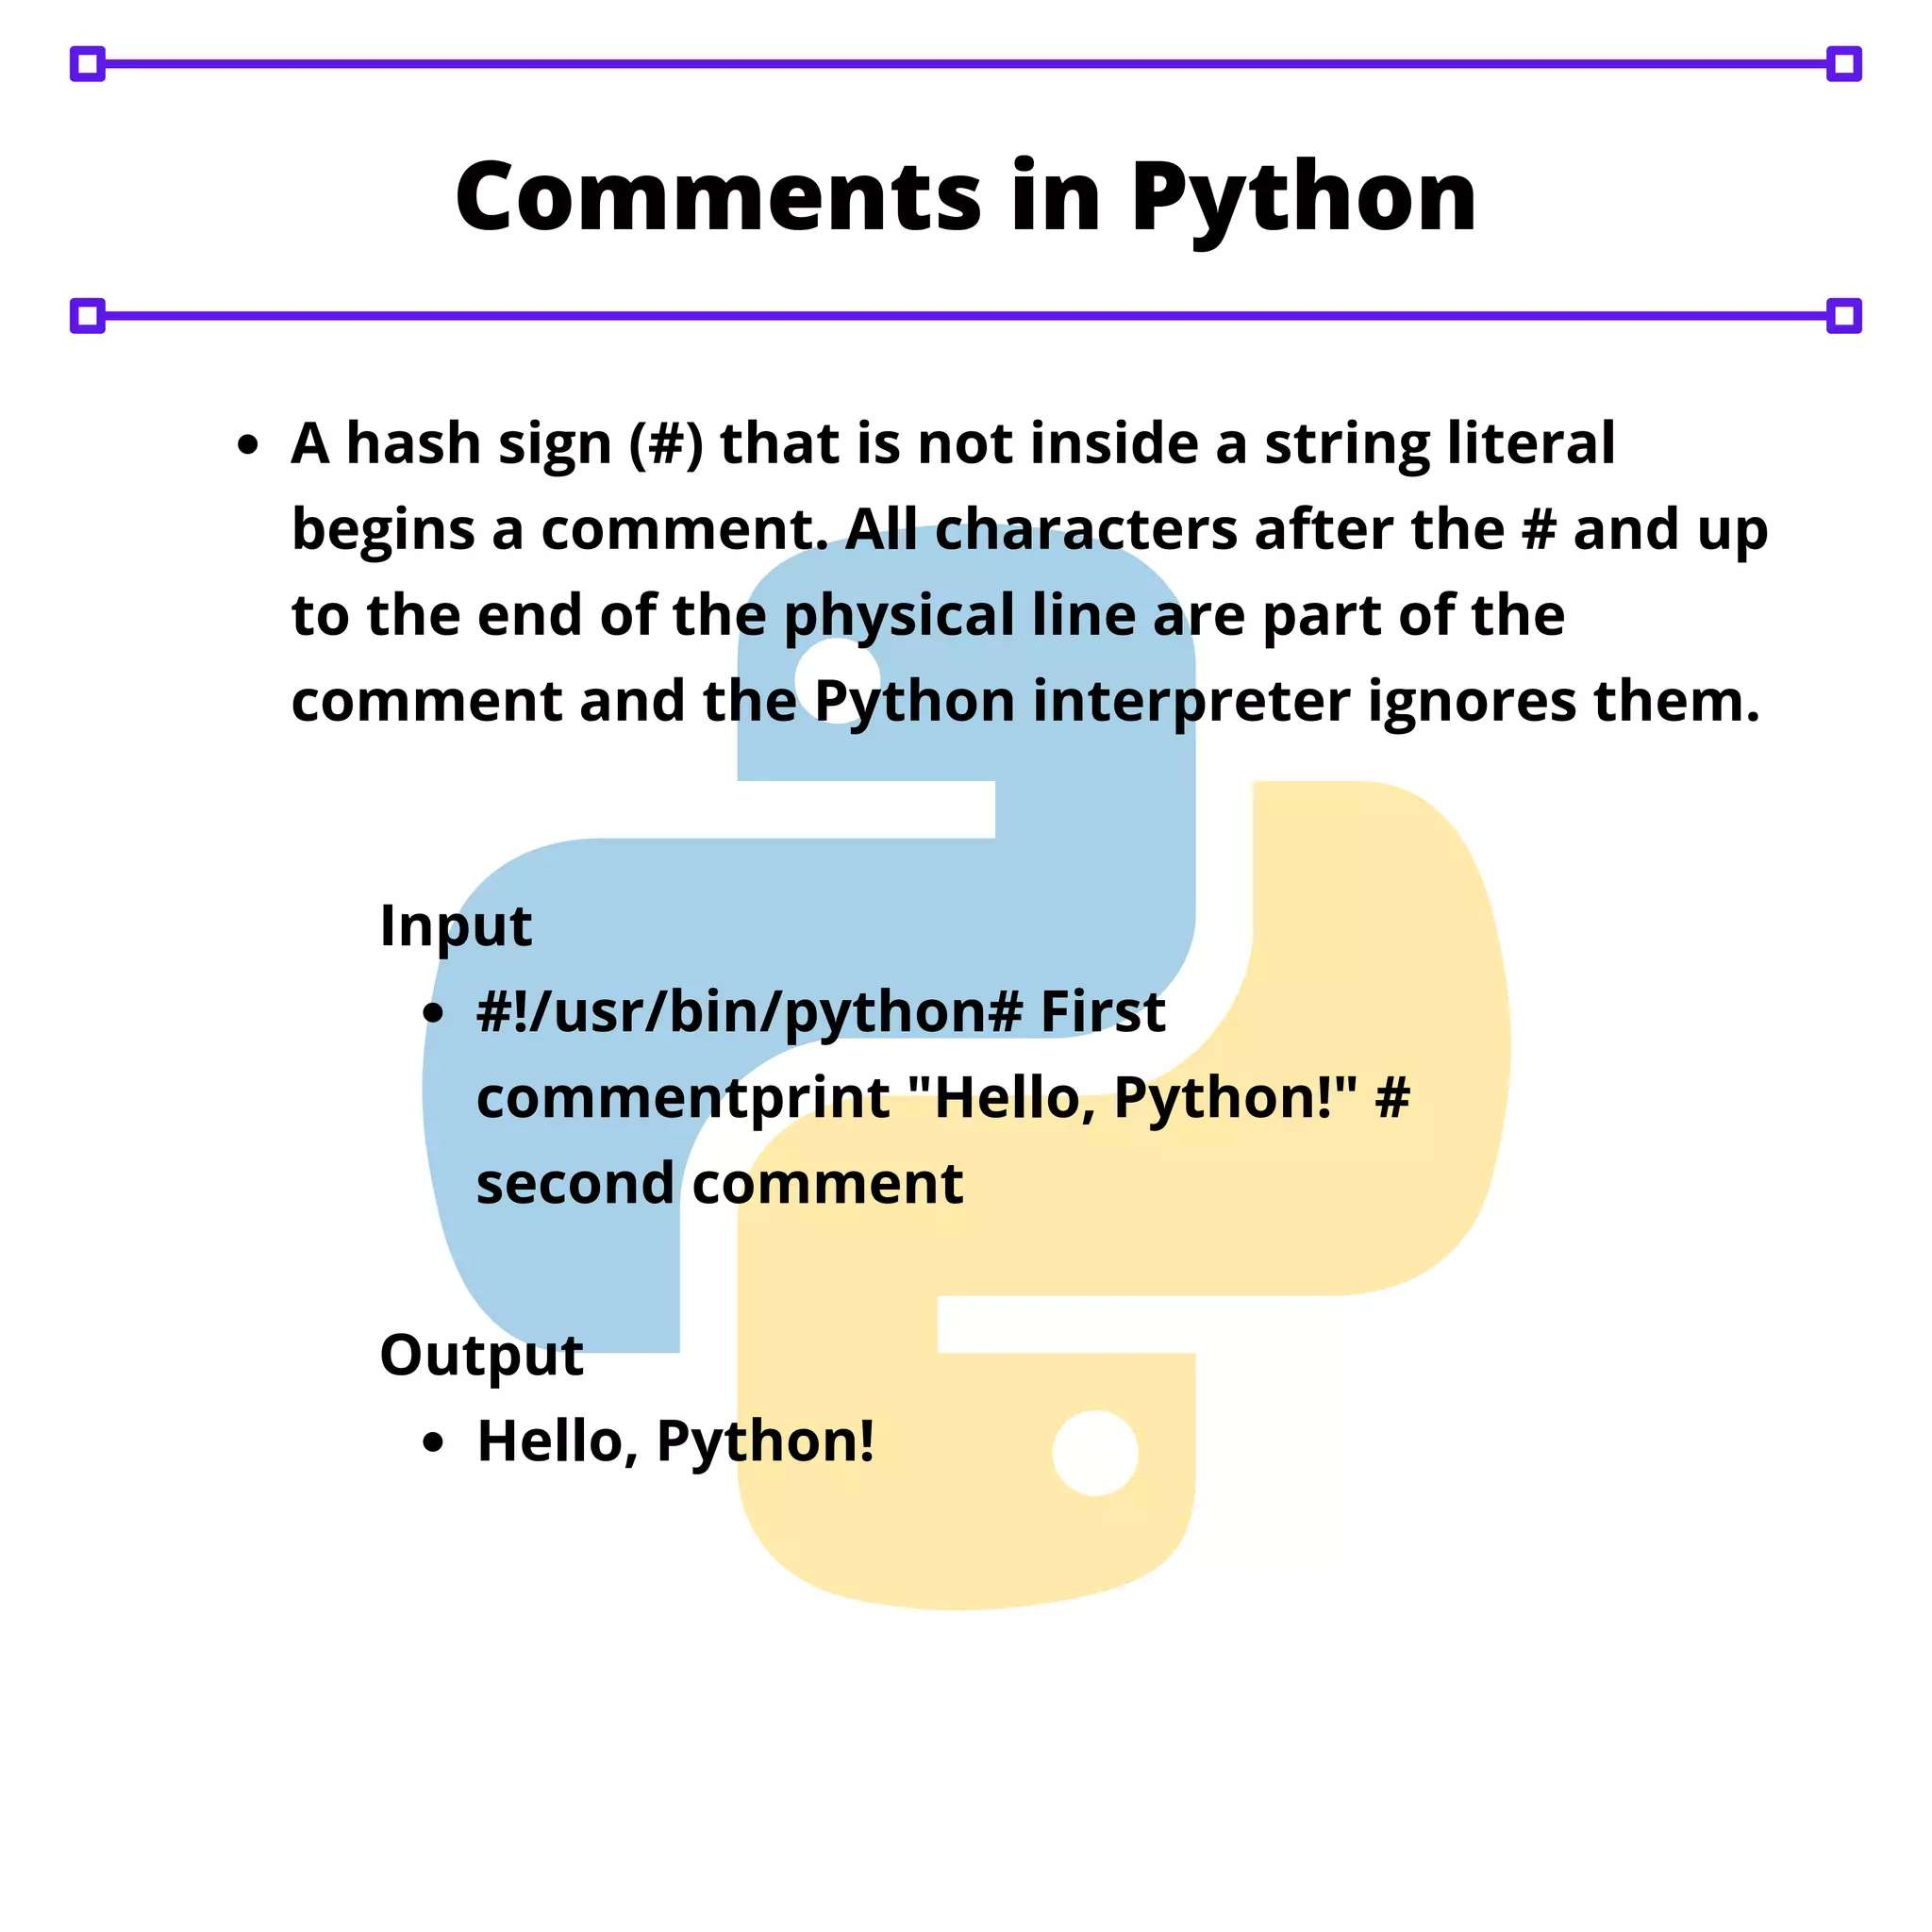 Comments in Python
• A hash sign (#) that is not inside a string literal
begins a comment. All characters after the # and up
to the end of the physical line are part of the
comment and the Python interpreter ignores them.
Input
• #!/usr/bin/python# First
commentprint "Hello, Python!'" #
second comment
Output
• Hello, Python!